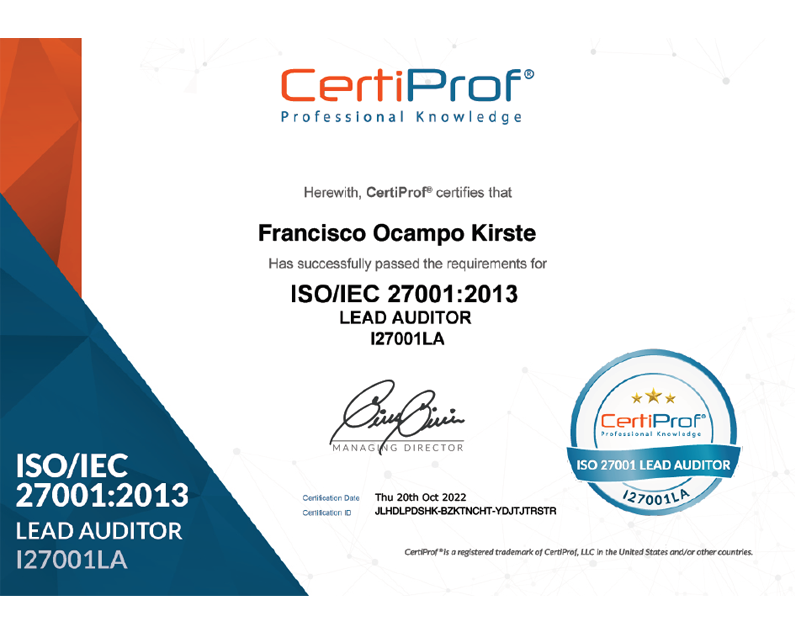 CertiProf®
Professional Knowledge
Herewith, CertiProf® certifies that
Francisco Ocampo Kirste
Has successfully passed the requirements for
ISO/IEC 27001:2013
LEAD AUDITOR
I27001LA
MANAGING DIRECTOR
Certification Date Thu 20th Oct 2022
Certification ID JLHDLPDSHK-BZKTNCHT-YDJTJTRSTR
CertiProf® is a registered trademark of CertiProf, LLC in the United States and/or other countries.
ISO/IEC
27001:2013
LEAD AUDITOR
I27001LA
CertiProf®
Professional Knowledge
ISO 27001 LEAD AUDITOR
I27001LA